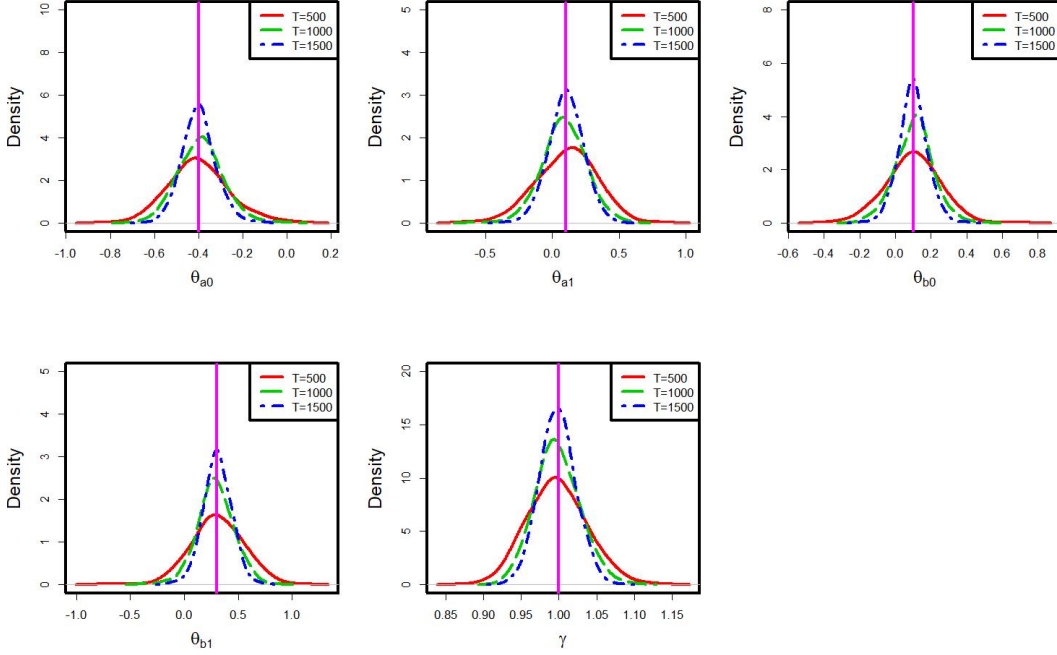 T=500
T=1000
T=1500
Density
0 2 4 6 8 10
-1.0 -0.8 -0.6 -0.4 -0.2 0.0 0.2
θa0
T=500
T=1000
T=1500
Density
0 1 2 3 4 5
-0.5 0.0 0.5 1.0
θa1
T=500
T=1000
T=1500
Density
0 2 4 6 8
-0.6 -0.4 -0.2 0.0 0.2 0.4 0.6 0.8
θb0
T=500
T=1000
T=1500
Density
0 1 2 3 4 5
-1.0 -0.5 0.0 0.5 1.0
θb1
T=500
T=1000
T=1500
Density
0 5 10 15 20
0.85 0.90 0.95 1.00 1.05 1.10 1.15
γ